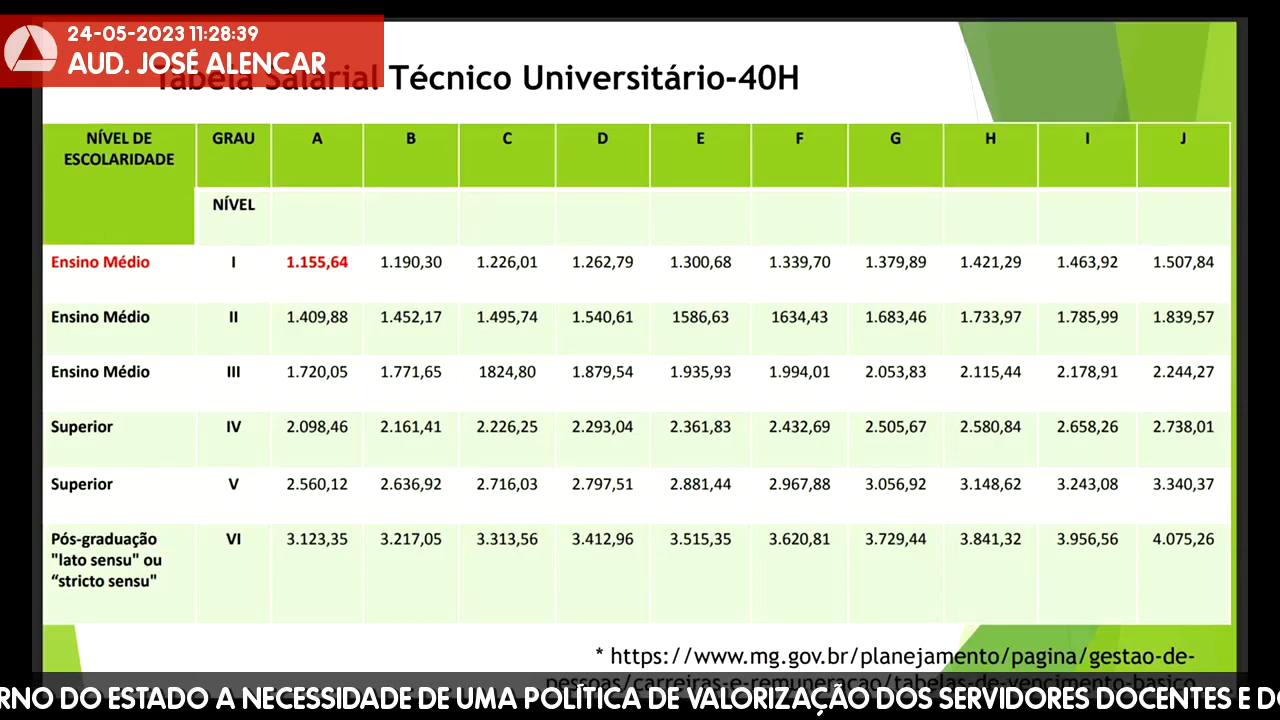 24-05-2023 11:28:39
AUD. JOSÉ ALENCAR
Tabela Salarial Técnico Universitário-40H
NÍVEL DE ESCOLARIDADE GRAU A B C D E F G H I J
NÍVEL
Ensino Médio I 1.155,64 1.190,30 1.226,01 1.262,79 1.300,68 1.339,70 1.379,89 1.421,29 1.463,92 1.507,84
Ensino Médio II 1.409,88 1.452,17 1.495,74 1.540,61 1586,63 1634,43 1.683,46 1.733,97 1.785,99 1.839,57
Ensino Médio III 1.720,05 1.771,65 1824,80 1.879,54 1.935,93 1.994,01 2.053,83 2.115,44 2.178,91 2.244,27
Superior IV 2.098,46 2.161,41 2.226,25 2.293,04 2.361,83 2.432,69 2.505,67 2.580,84 2.658,26 2.738,01
Superior V 2.560,12 2.636,92 2.716,03 2.797,51 2.881,44 2.967,88 3.056,92 3.148,62 3.243,08 3.340,37
Pós-graduação VI 3.123,35 3.217,05 3.313,56 3.412,96 3.515,35 3.620,81 3.729,44 3.841,32 3.956,56 4.075,26
"lato sensu" ou
“stricto sensu"
* https://www.mg.gov.br/planejamento/pagina/gestao-de-
pessoas/carreiras-e-remuneracao/tabelas-de-vencimento-basico
RNO DO ESTADO A NECESSIDADE DE UMA POLÍTICA DE VALORIZAÇÃO DOS SERVIDORES DOCENTES E D